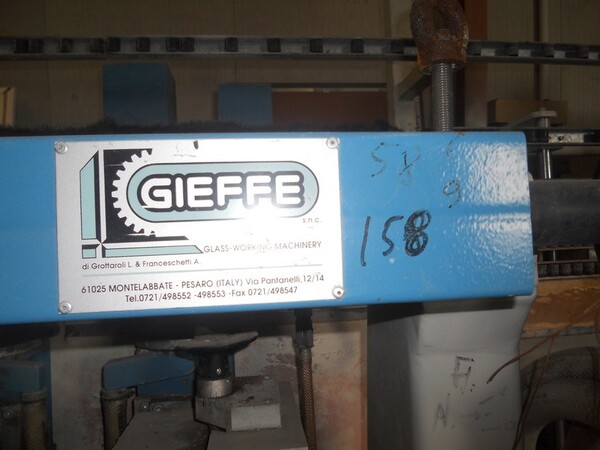 GIEFFE
s.n.c.
GLASS-WORKING MACHINERY
di Grottaroli L. & Franceschetti A.
61025 MONTELABBATE - PESARO (ITALY) Via Pantanelli,12/14
Tel.0721/498552 -498553 -Fax 0721/498547
158
9